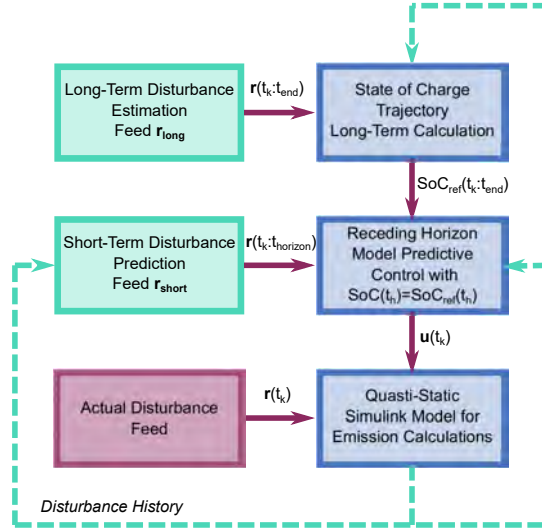 Long-Term Disturbance
Estimation
Feed r_long
r(t_k:t_end)
State of Charge
Trajectory
Long-Term Calculation
SoC_ref(t_k:t_end)
Short-Term Disturbance
Prediction
Feed r_short
r(t_k:t_horizon)
Receding Horizon
Model Predictive
Control with
SoC(t_h)=SoC_ref(t_h)
u(t_k)
Actual Disturbance
Feed
r(t_k)
Quasti-Static
Simulink Model for
Emission Calculations
Disturbance History